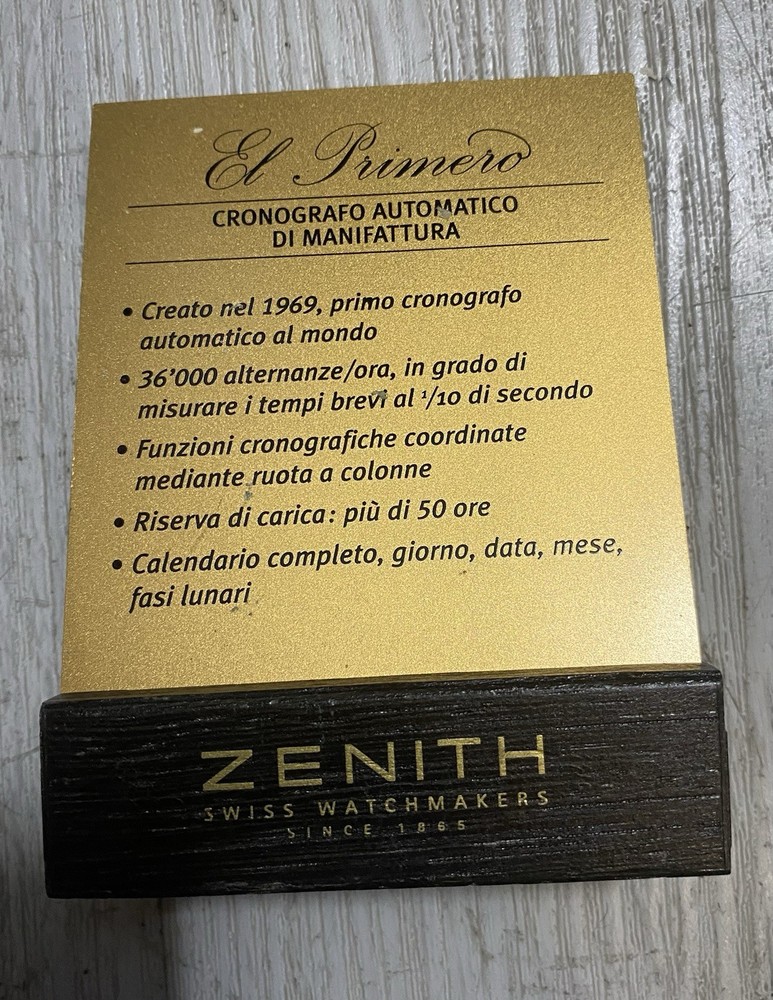 El Primero
CRONOGRAFO AUTOMATICO
DI MANIFATTURA
• Creato nel 1969, primo cronografo
automatico al mondo
• 36’000 alternanze/ora, in grado di
misurare i tempi brevi al 1/10 di secondo
• Funzioni cronografiche coordinate
mediante ruota a colonne
• Riserva di carica: più di 50 ore
• Calendario completo, giorno, data, mese,
fasi lunari
ZENITH
SWISS WATCHMAKERS
SINCE 1865